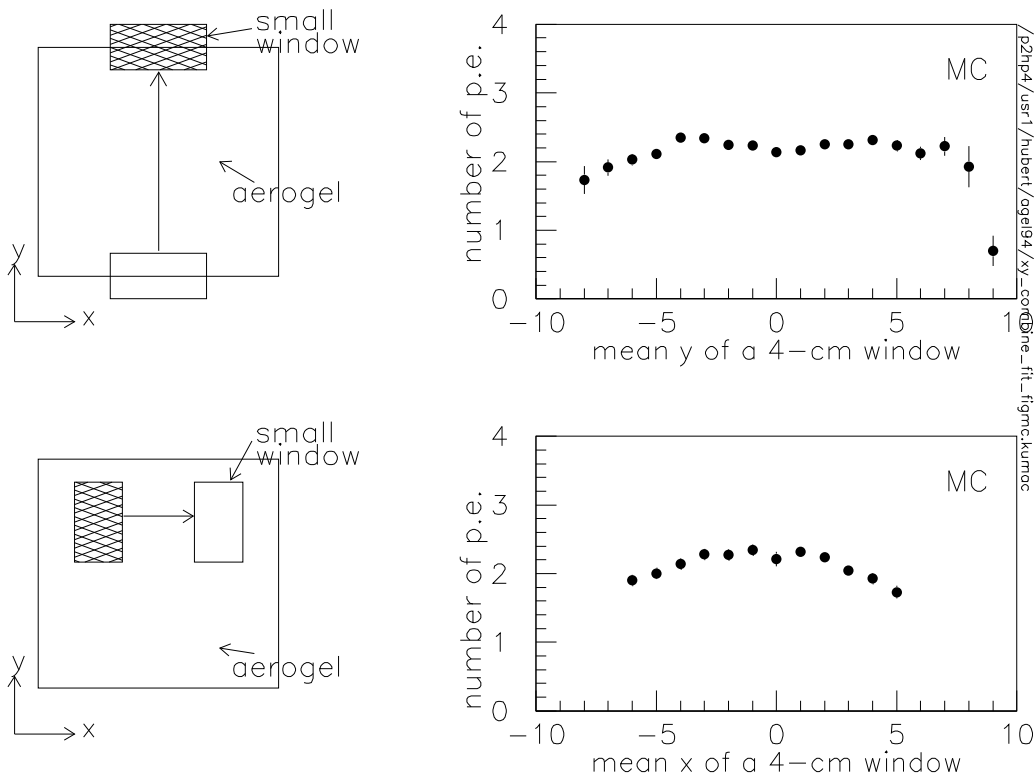 small
window
aerogel
y
x
4
3
2
1
0
number of p.e.
MC
−10
−5
0
5
10
mean y of a 4−cm window
small
window
aerogel
y
x
4
3
2
1
0
number of p.e.
MC
−10
−5
0
5
10
mean x of a 4−cm window
/p2hp4/usr1/hubert/agel94/xy_combine_fit_figmc.kumac